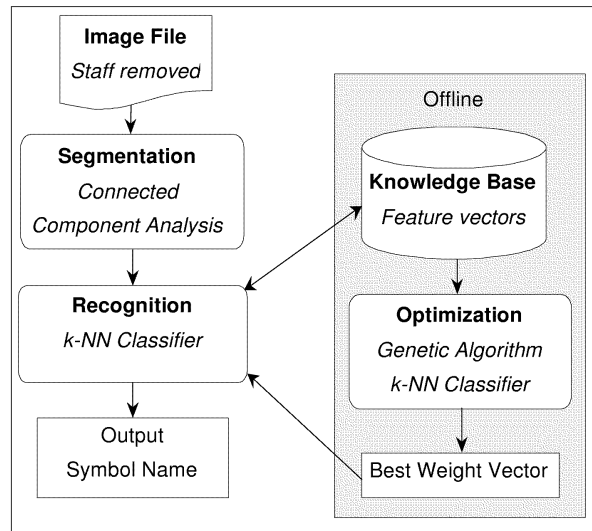 Image File
Staff removed
Segmentation
Connected
Component Analysis
Recognition
k-NN Classifier
Output
Symbol Name
Offline
Knowledge Base
Feature vectors
Optimization
Genetic Algorithm
k-NN Classifier
Best Weight Vector